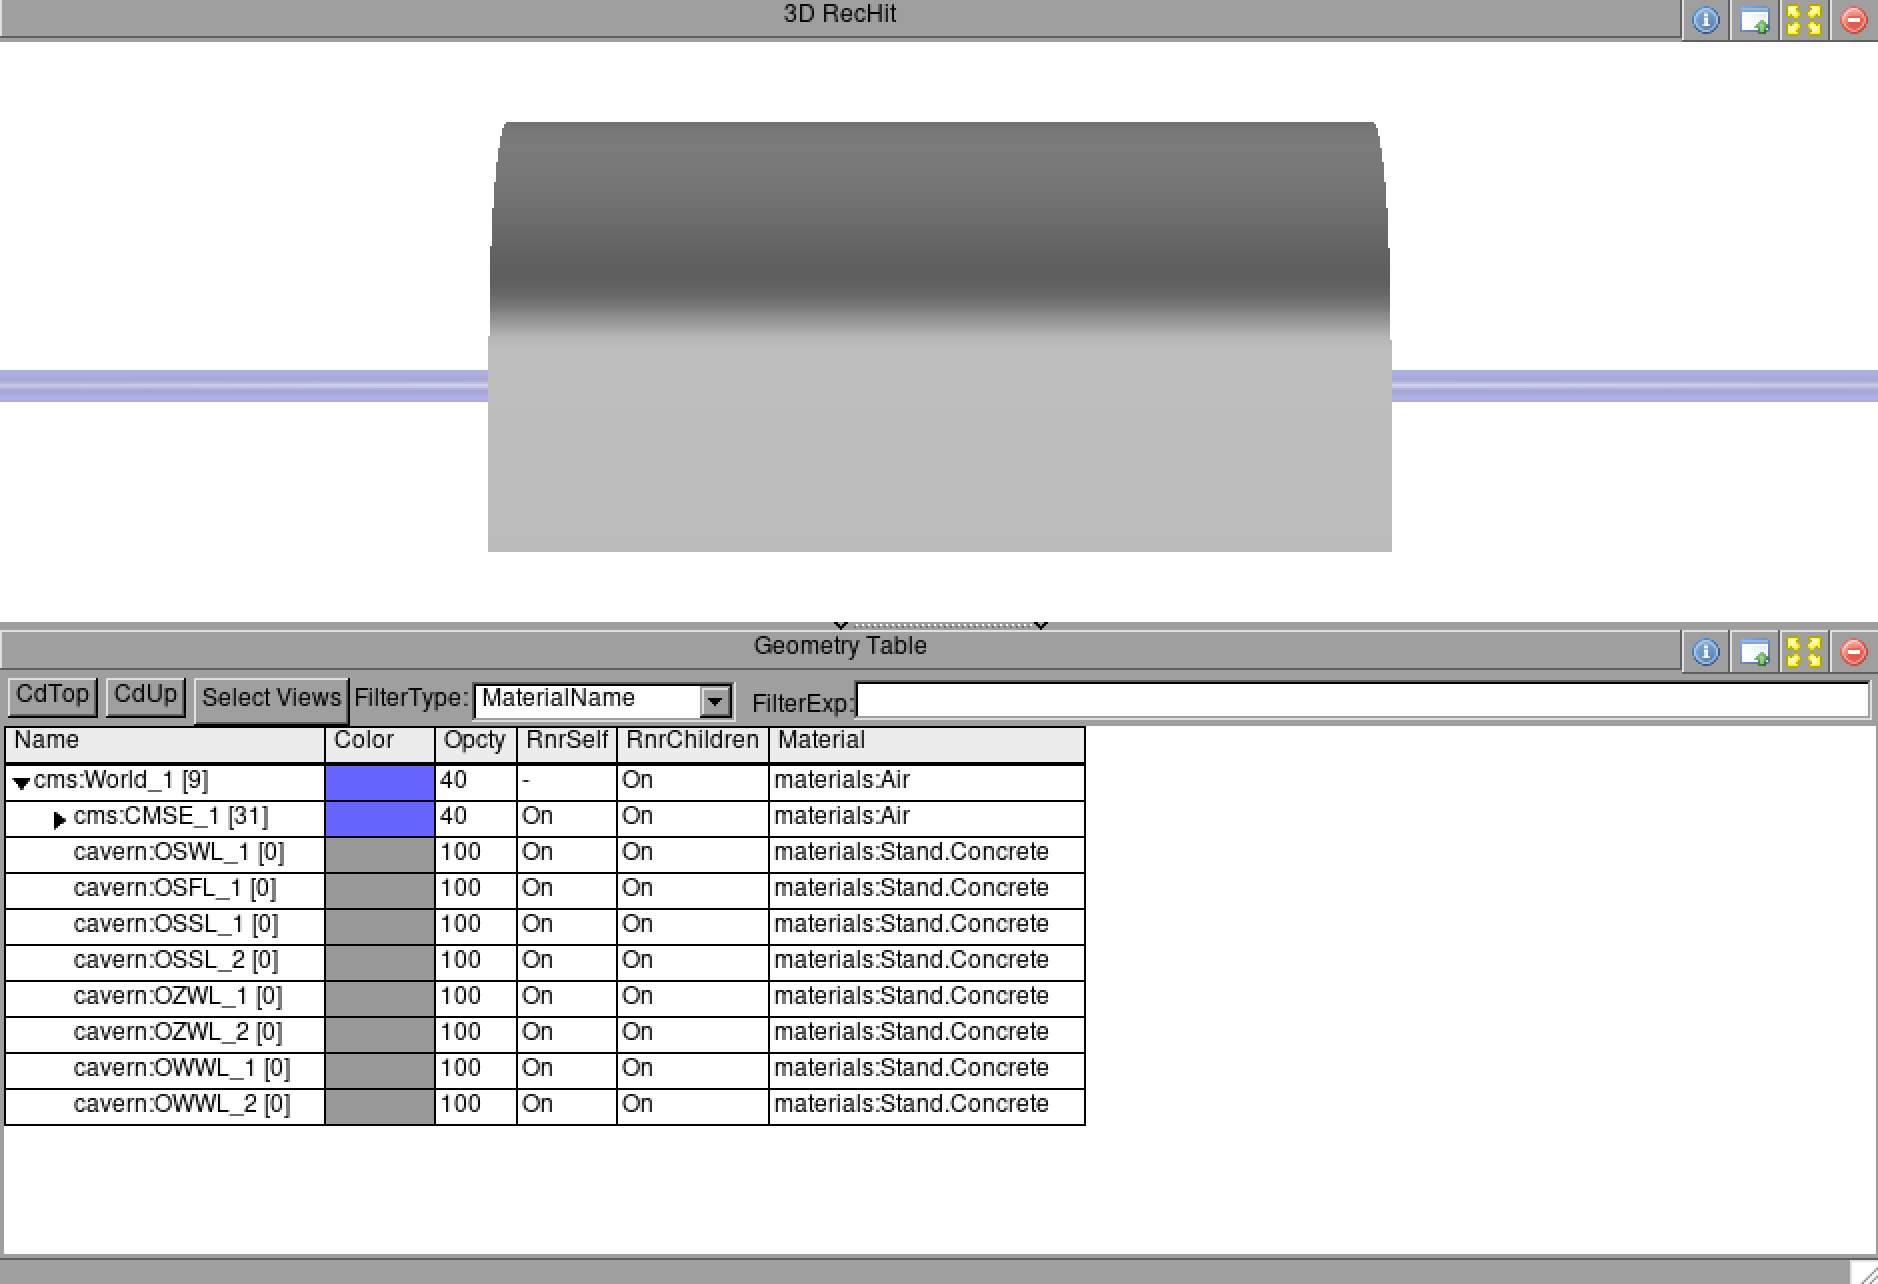 3D RecHit
Geometry Table
CdTop CdUp Select Views FilterType: MaterialName FilterExp:
Name Color Opcty RnrSelf RnrChildren Material
cms:World_1 [9] 40 - On materials:Air
cms:CMSE_1 [31] 40 On On materials:Air
cavern:OSWL_1 [0] 100 On On materials:Stand.Concrete
cavern:OSFL_1 [0] 100 On On materials:Stand.Concrete
cavern:OSSL_1 [0] 100 On On materials:Stand.Concrete
cavern:OSSL_2 [0] 100 On On materials:Stand.Concrete
cavern:OZWL_1 [0] 100 On On materials:Stand.Concrete
cavern:OZWL_2 [0] 100 On On materials:Stand.Concrete
cavern:OWWL_1 [0] 100 On On materials:Stand.Concrete
cavern:OWWL_2 [0] 100 On On materials:Stand.Concrete